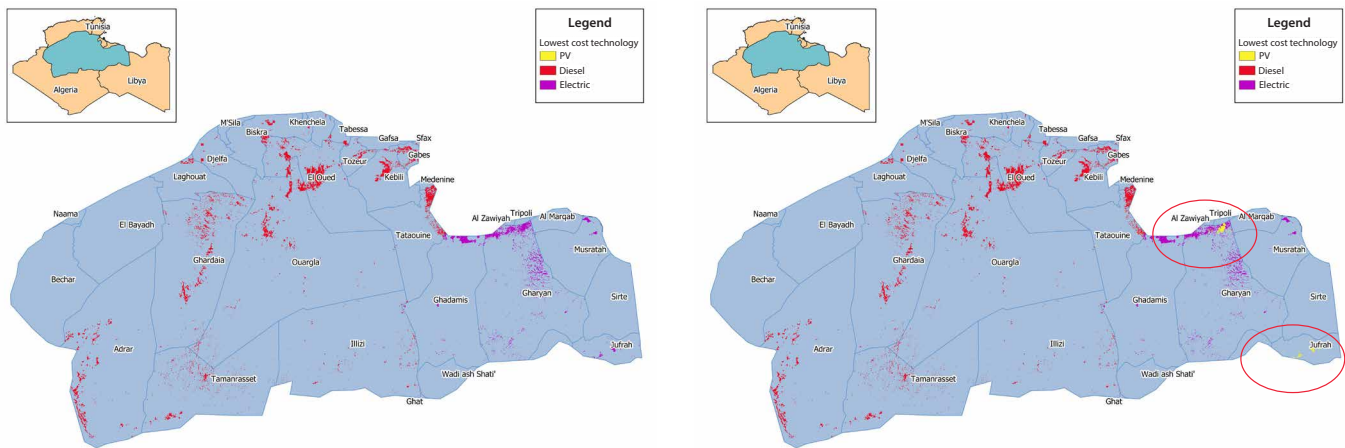 Tunisia
Algeria
Libya
Legend
Lowest cost technology
PV
Diesel
Electric
M'Sila
Khenchela
Biskra
Tabessa
Gafsa
Sfax
Djelfa
Tozeur
Gabes
Laghouat
El Oued
Kebili
Medenine
Naama
El Bayadh
Al Zawiyah
Tripoli
Al Marqab
Tataouine
Musratah
Ghardaia
Ouargla
Bechar
Ghadamis
Gharyan
Sirte
Adrar
Illizi
Jufrah
Tamanrasset
Wadi ash Shati'
Ghat
Tunisia
Algeria
Libya
Legend
Lowest cost technology
PV
Diesel
Electric
M'Sila
Khenchela
Biskra
Tabessa
Gafsa
Sfax
Djelfa
Tozeur
Gabes
Laghouat
El Oued
Kebili
Medenine
Naama
El Bayadh
Al Zawiyah
Tripoli
Al Marqab
Tataouine
Musratah
Ghardaia
Ouargla
Bechar
Ghadamis
Gharyan
Sirte
Adrar
Illizi
Jufrah
Tamanrasset
Wadi ash Shati'
Ghat